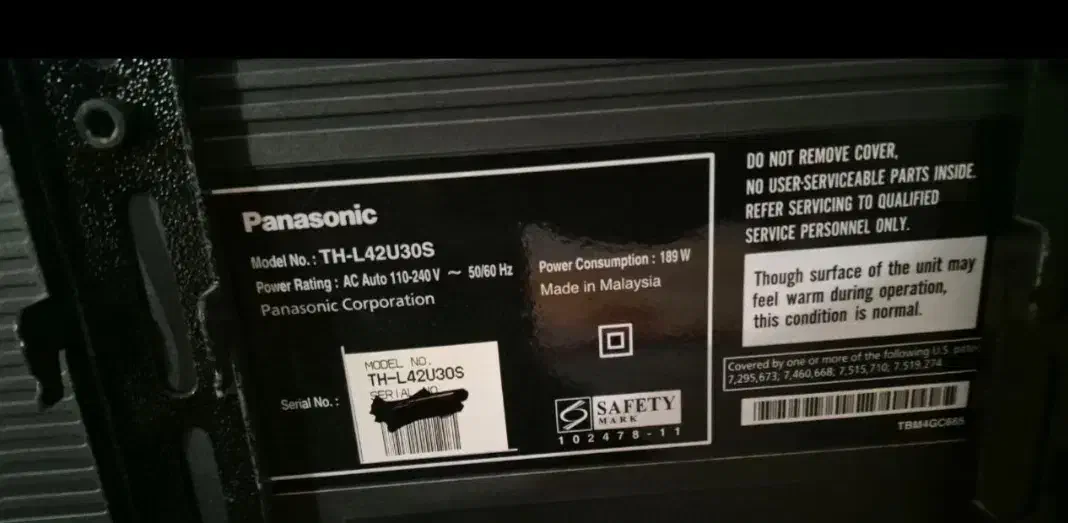 Panasonic
Model No.: TH-L42U30S
Power Rating : AC Auto 110-240 V ~ 50/60 Hz
Panasonic Corporation
Power Consumption : 189 W
Made in Malaysia
Serial No. :
MODEL NO.
TH-L42U30S
SERIAL NO.
SAFETY
MARK
102478-11
DO NOT REMOVE COVER,
NO USER-SERVICEABLE PARTS INSIDE.
REFER SERVICING TO QUALIFIED
SERVICE PERSONNEL ONLY.
Though surface of the unit may
feel warm during operation,
this condition is normal.
Covered by one or more of the following U.S.
7,295,673; 7,460,668; 7,515,710; 7,519,274